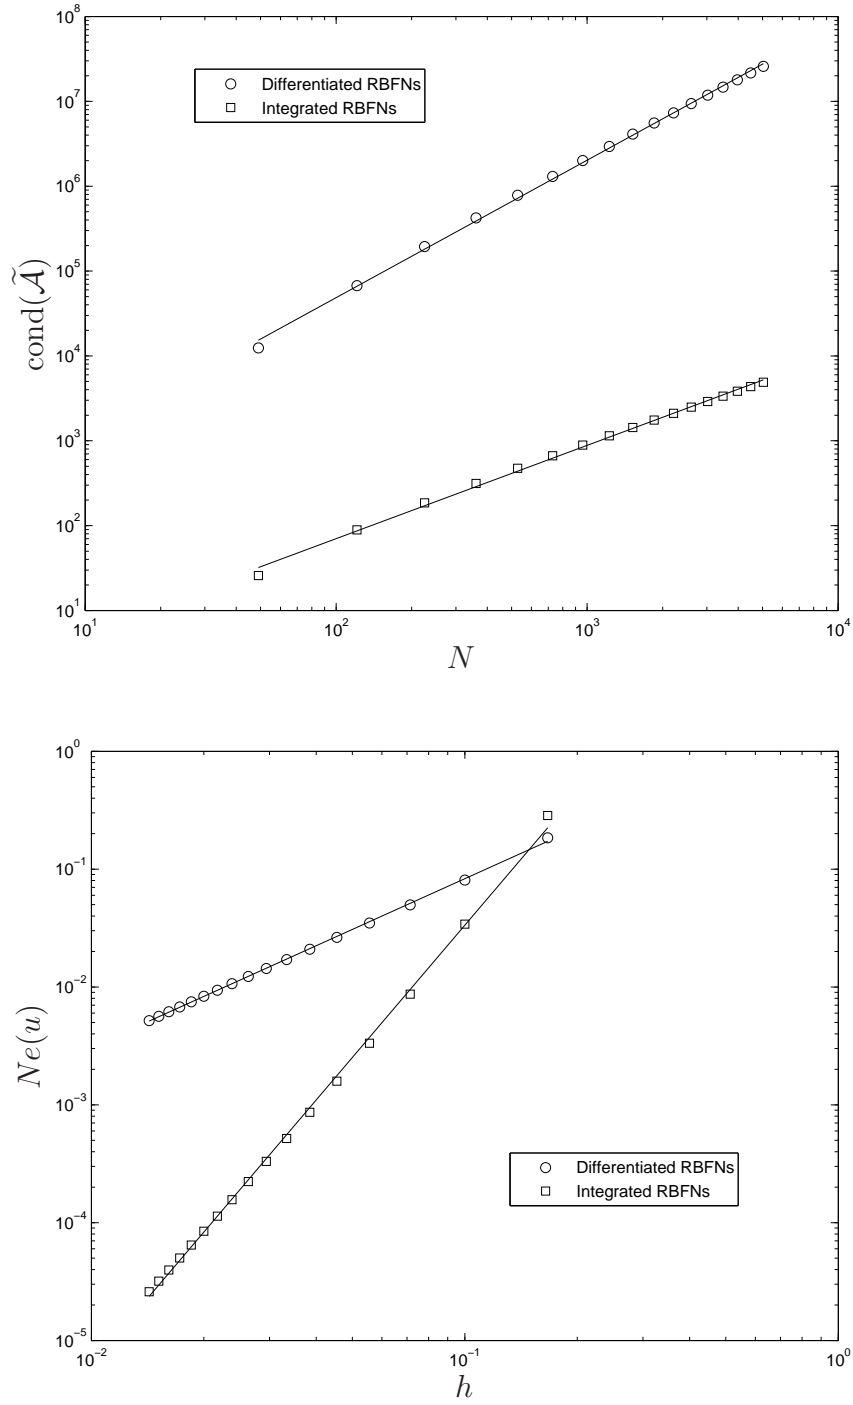 10^8
10^7
10^6
10^5
10^4
10^3
10^2
10^1
cond(𝒜̃)
Differentiated RBFNs
Integrated RBFNs
10^1
10^2
10^3
10^4
N
10^0
10^−1
10^−2
10^−3
10^−4
10^−5
Ne(u)
Differentiated RBFNs
Integrated RBFNs
10^−2
10^−1
10^0
h